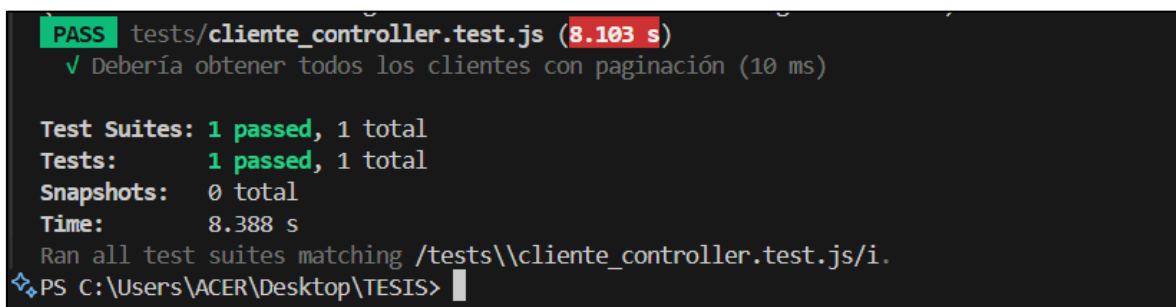 PASS tests/cliente_controller.test.js (8.103 s)
√ Debería obtener todos los clientes con paginación (10 ms)
Test Suites: 1 passed, 1 total
Tests: 1 passed, 1 total
Snapshots: 0 total
Time: 8.388 s
Ran all test suites matching /tests\\cliente_controller.test.js/i.
PS C:\Users\ACER\Desktop\TESIS>